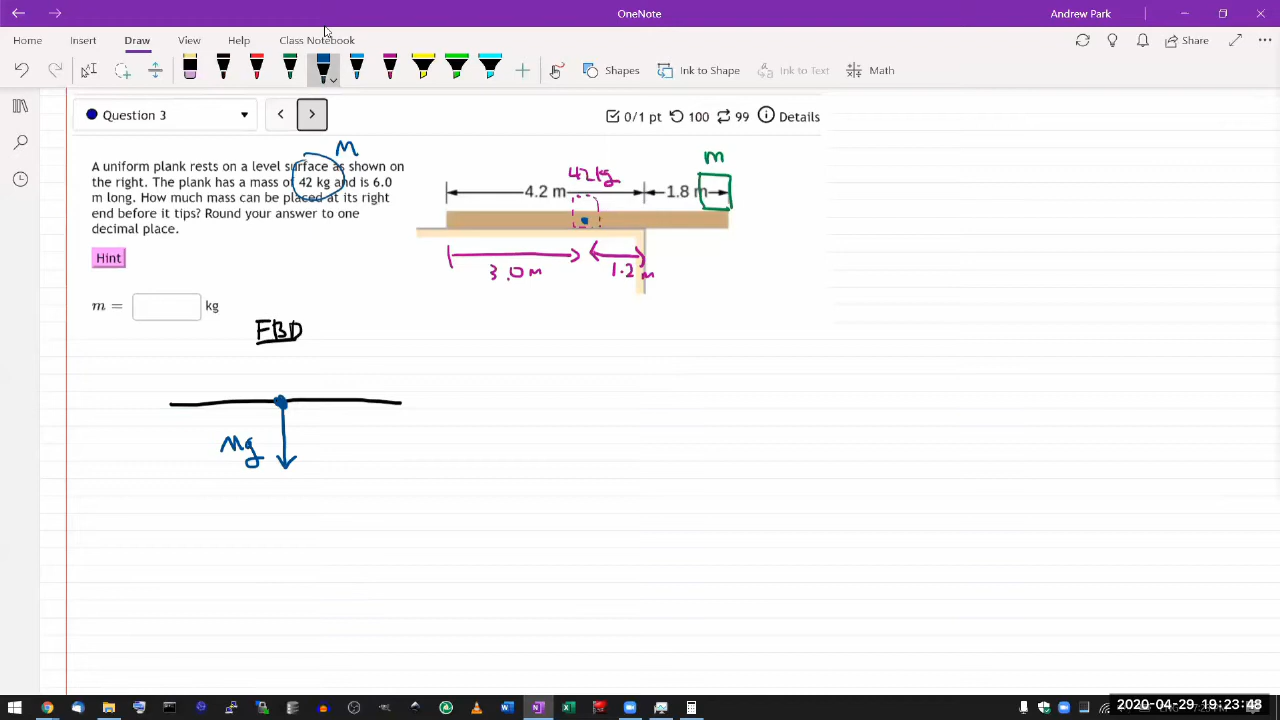 OneNote
Andrew Park
Home Insert Draw View Help Class Notebook
Share
Shapes Ink to Shape Ink to Text Math
Question 3
0/1 pt 100 99 Details
A uniform plank rests on a level surface as shown on
the right. The plank has a mass of 42 kg and is 6.0
m long. How much mass can be placed at its right
end before it tips? Round your answer to one
decimal place.
M
Hint
m = kg
m
42kg
4.2 m
1.8 m
3.0m
1.2 m
FBD
Mg
2020-04-29 19:23:48